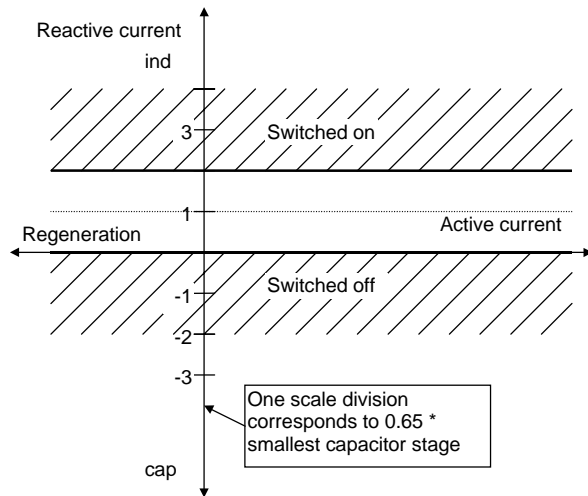 Reactive current
ind
3
Switched on
1
Regeneration
Active current
-1
Switched off
-2
-3
One scale division
corresponds to 0.65 *
smallest capacitor stage
cap